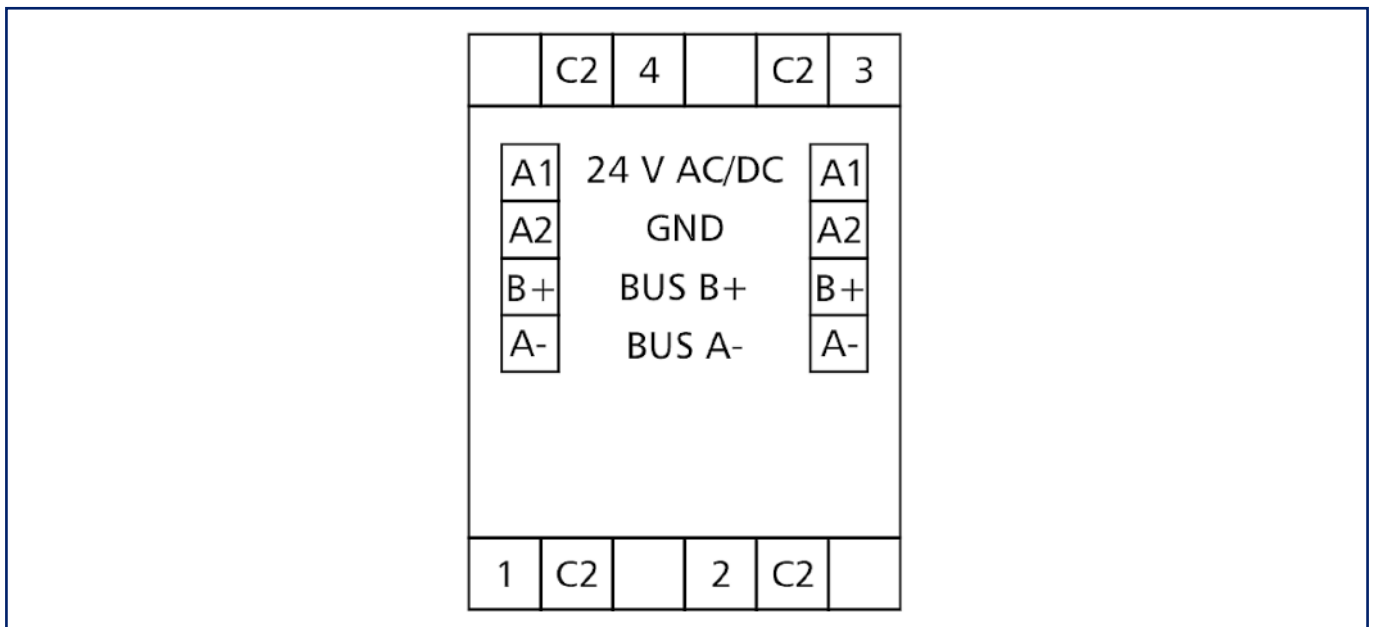 C2 4 C2 3
A1 24 V AC/DC A1
A2 GND A2
B+ BUS B+ B+
A- BUS A- A-
1 C2 2 C2